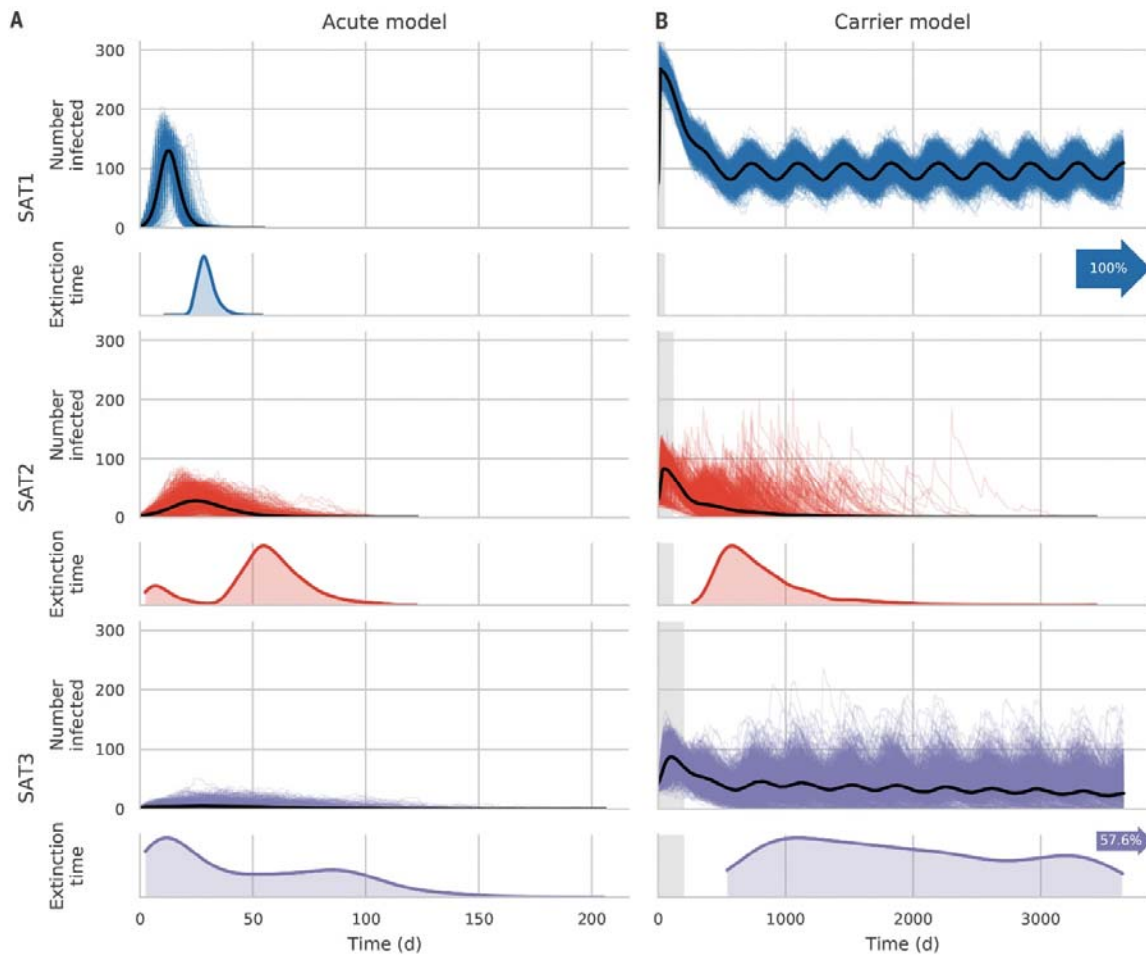 A
Acute model
B
Carrier model
SAT1
Number
infected
300
200
100
0
Extinction
time
100%
SAT2
Number
infected
300
200
100
0
Extinction
time
SAT3
Number
infected
300
200
100
0
Extinction
time
57.6%
0 50 100 150 200
Time (d)
0 1000 2000 3000
Time (d)